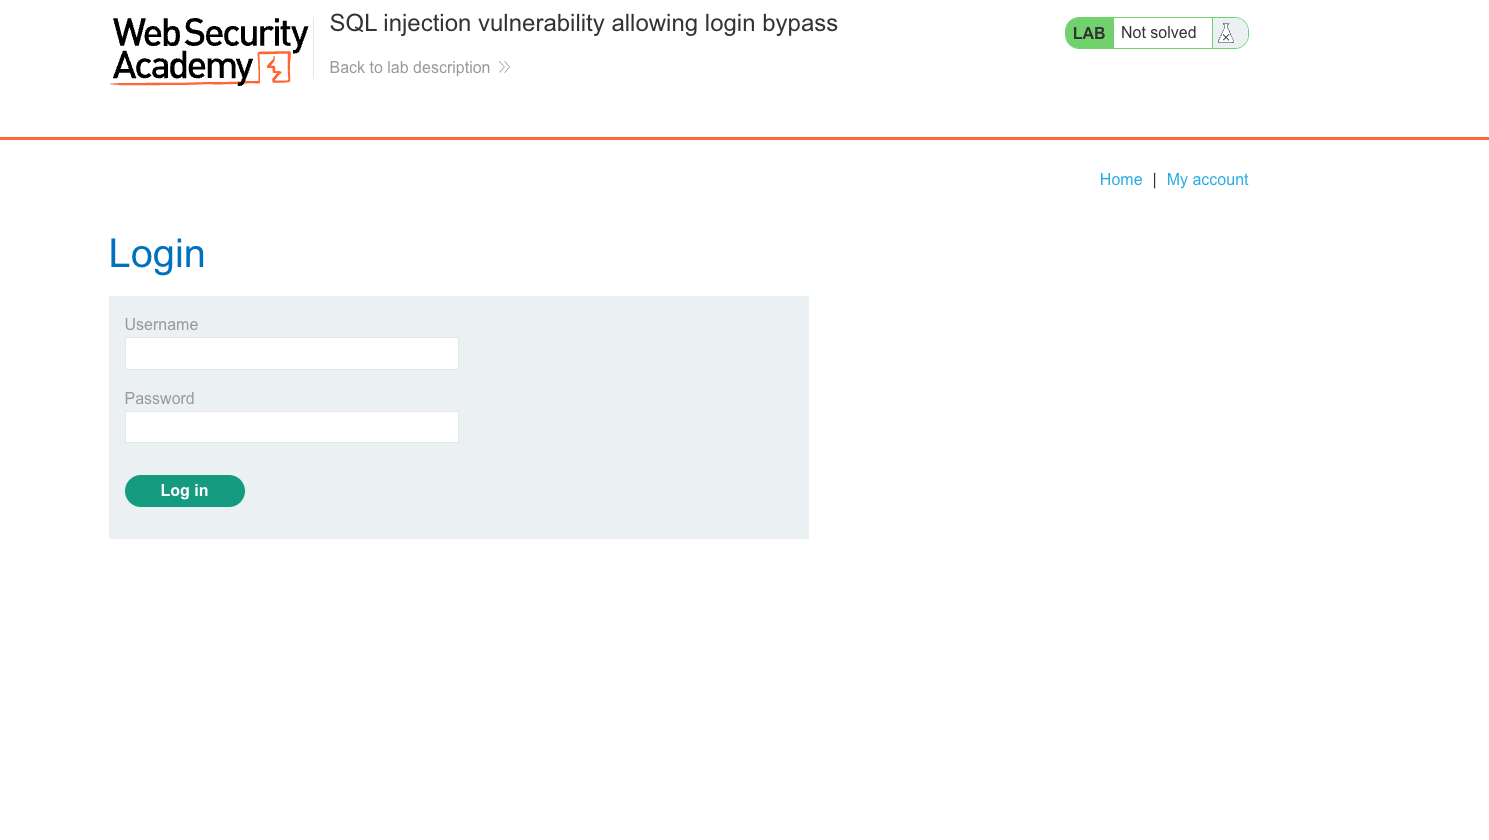 Web Security
Academy
SQL injection vulnerability allowing login bypass
Back to lab description
LAB Not solved
Home | My account
Login
Username
Password
Log in